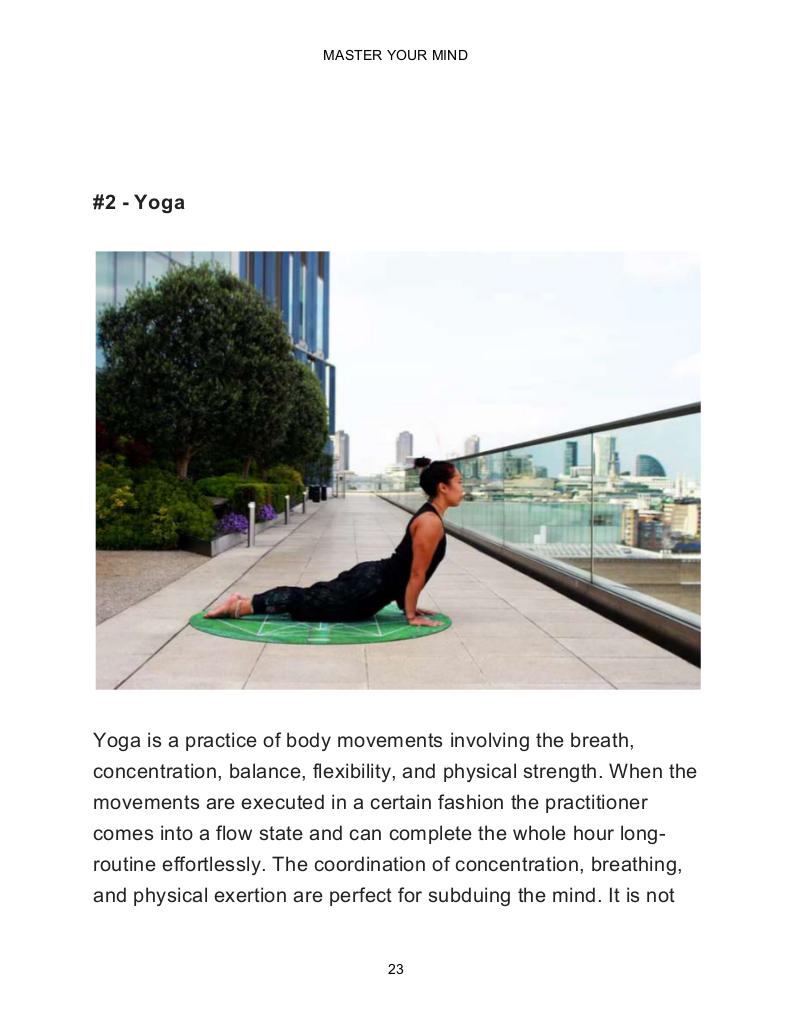 MASTER YOUR MIND
#2 - Yoga
Yoga is a practice of body movements involving the breath,
concentration, balance, flexibility, and physical strength. When the
movements are executed in a certain fashion the practitioner
comes into a flow state and can complete the whole hour long-
routine effortlessly. The coordination of concentration, breathing,
and physical exertion are perfect for subduing the mind. It is not
23